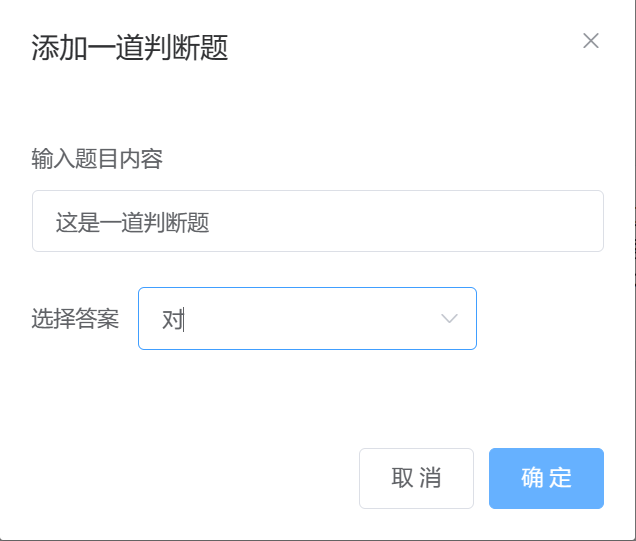 添加一道判断题
输入题目内容
这是一道判断题
选择答案 对
取消 确定